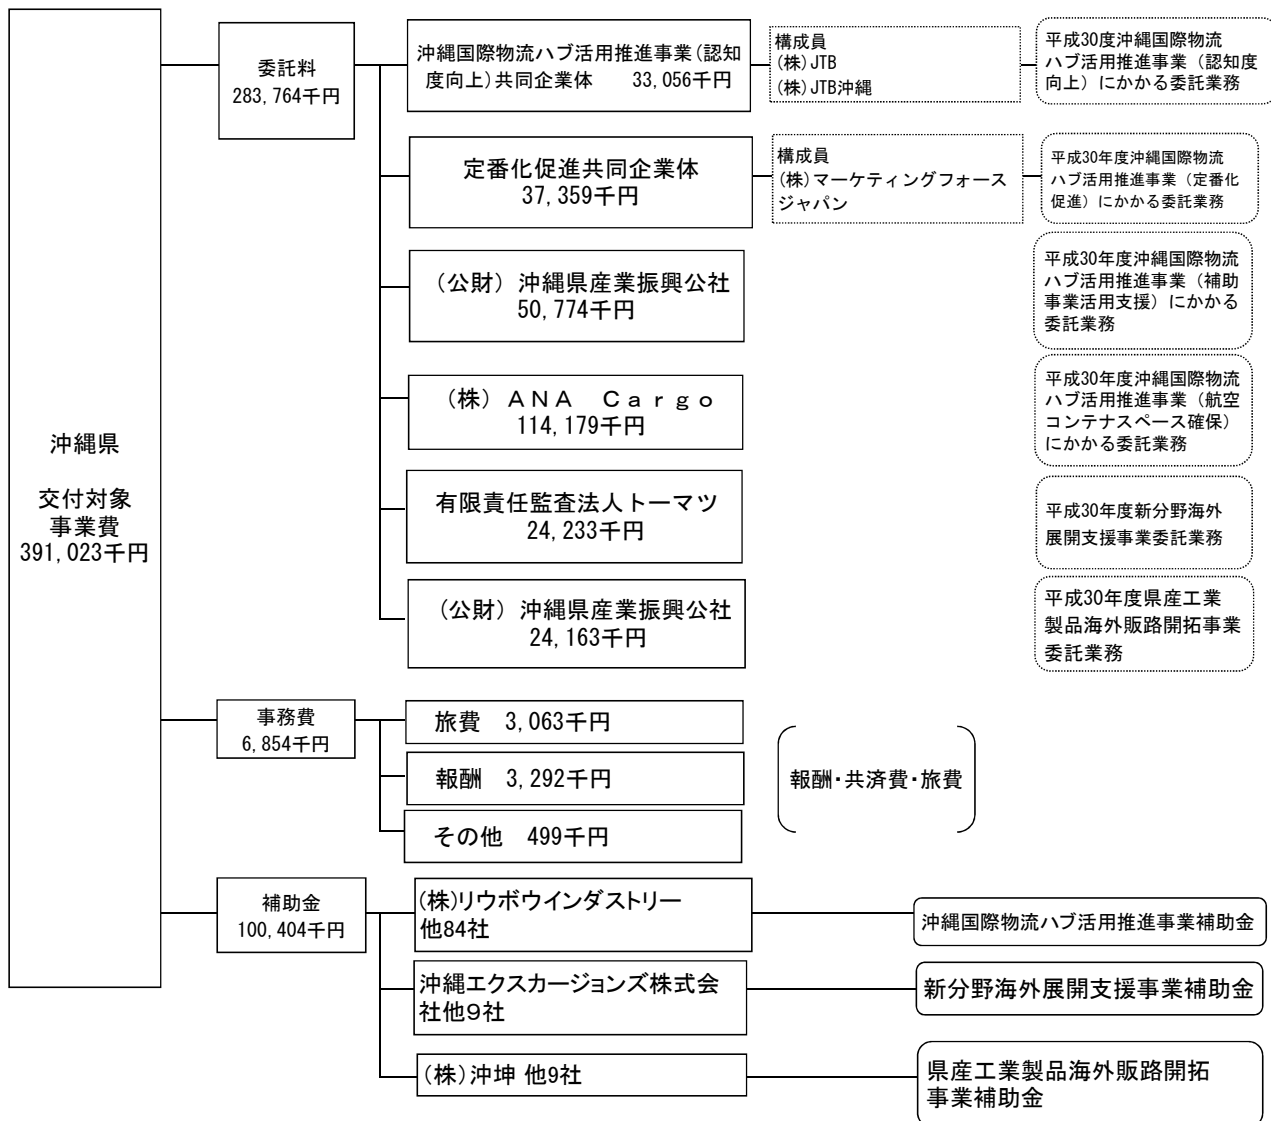 沖縄県
交付対象
事業費
391,023千円
委託料
283,764千円
沖縄国際物流ハブ活用推進事業(認知
度向上)共同企業体　33,056千円
構成員
(株)JTB
(株)JTB沖縄
平成30度沖縄国際物流
ハブ活用推進事業（認知度
向上）にかかる委託業務
定番化促進共同企業体
37,359千円
構成員
(株)マーケティングフォース
ジャパン
平成30年度沖縄国際物流
ハブ活用推進事業（定番化
促進）にかかる委託業務
（公財）沖縄県産業振興公社
50,774千円
平成30年度沖縄国際物流
ハブ活用推進事業（補助
事業活用支援）にかかる
委託業務
（株）ＡＮＡ　Ｃａｒｇｏ
114,179千円
平成30年度沖縄国際物流
ハブ活用推進事業（航空
コンテナスペース確保）
にかかる委託業務
有限責任監査法人トーマツ
24,233千円
平成30年度新分野海外
展開支援事業委託業務
（公財）沖縄県産業振興公社
24,163千円
平成30年度県産工業
製品海外販路開拓事業
委託業務
事務費
6,854千円
旅費　3,063千円
報酬　3,292千円
その他　499千円
報酬・共済費・旅費
補助金
100,404千円
(株)リウボウインダストリー
他84社
沖縄国際物流ハブ活用推進事業補助金
沖縄エクスカージョンズ株式会
社他９社
新分野海外展開支援事業補助金
(株)沖坤 他9社
県産工業製品海外販路開拓
事業補助金